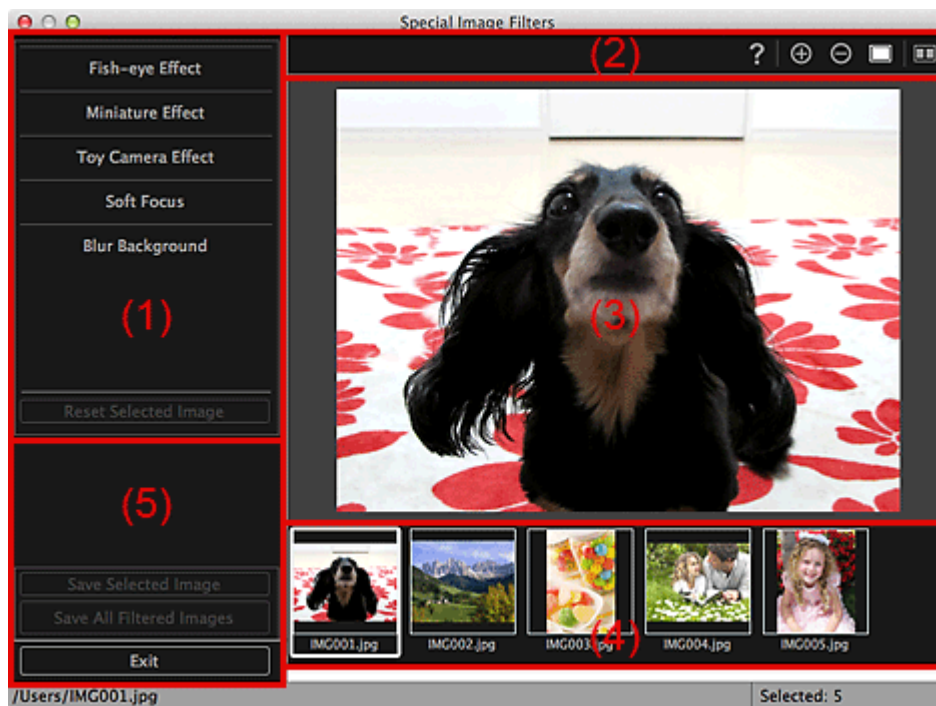 Special Image Filters
Fish-eye Effect
Miniature Effect
Toy Camera Effect
Soft Focus
Blur Background
(1)
Reset Selected Image
(2)
?
(3)
(5)
Save Selected Image
Save All Filtered Images
Exit
IMG001.jpg
IMG002.jpg
IMG003.jpg
(4)
IMG004.jpg
IMG005.jpg
/Users/IMG001.jpg
Selected: 5